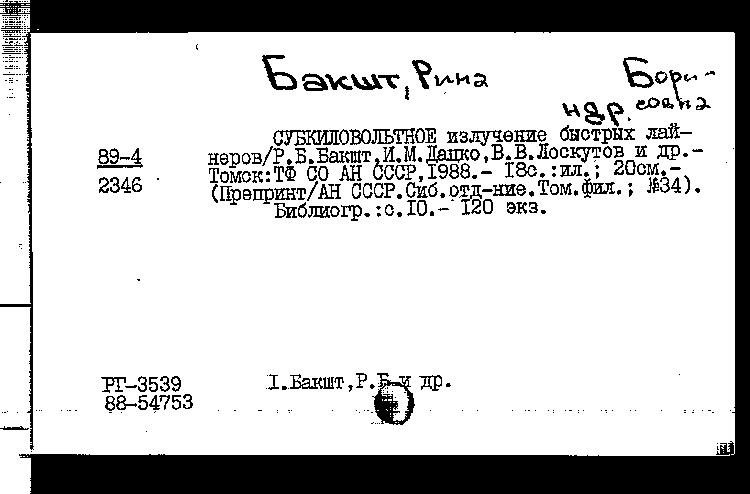 Бакшт, Рина Бори-
совна
и др.
СУБКИЛОВОЛЬТНОЕ излучение быстрых лай-
89-4 неров/Р.Б.Бакшт,И.М.Дацко,В.В.Лоскутов и др.-
2346 Томск:ТФ СО АН СССР,1988.- 18с.:ил.; 20см.-
(Препринт/АН СССР.Сиб.отд-ние.Том.фил.; №34).
Библиогр.:с.10.- 120 экз.
РГ-3539 I.Бакшт,Р.Б и др.
88-54753